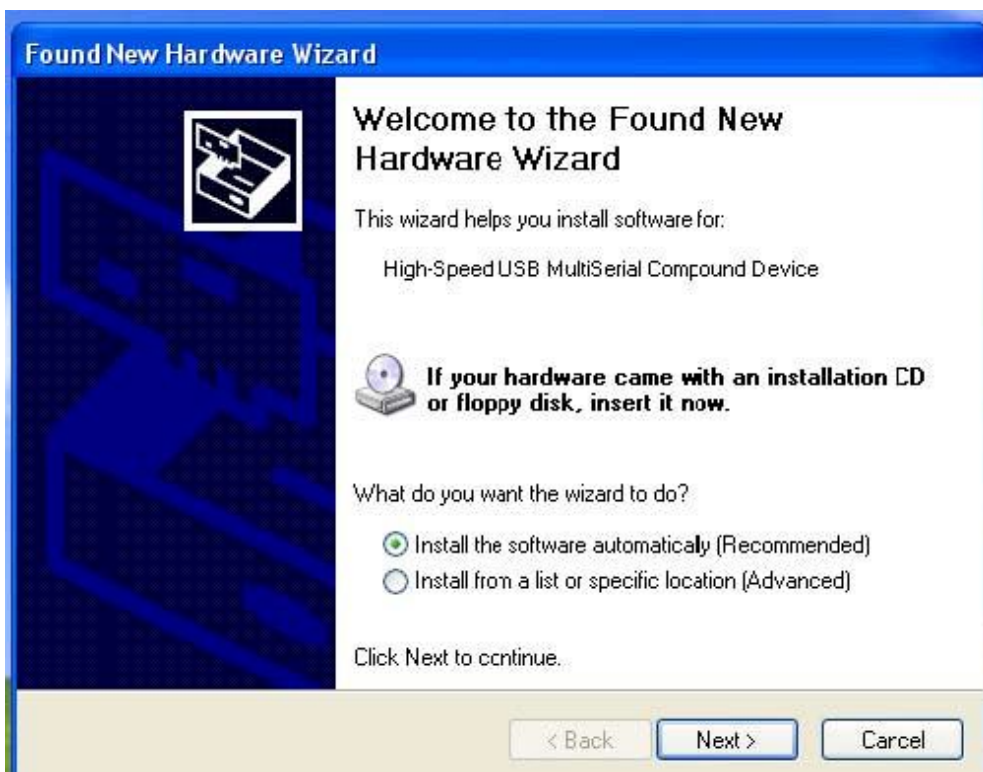 Found New Hardware Wizard
Welcome to the Found New
Hardware Wizard
This wizard helps you install software for:
High-Speed USB MultiSerial Compound Device
If your hardware came with an installation CD
or floppy disk, insert it now.
What do you want the wizard to do?
Install the software automatically (Recommended)
Install from a list or specific location (Advanced)
Click Next to continue.
< Back
Next >
Cancel